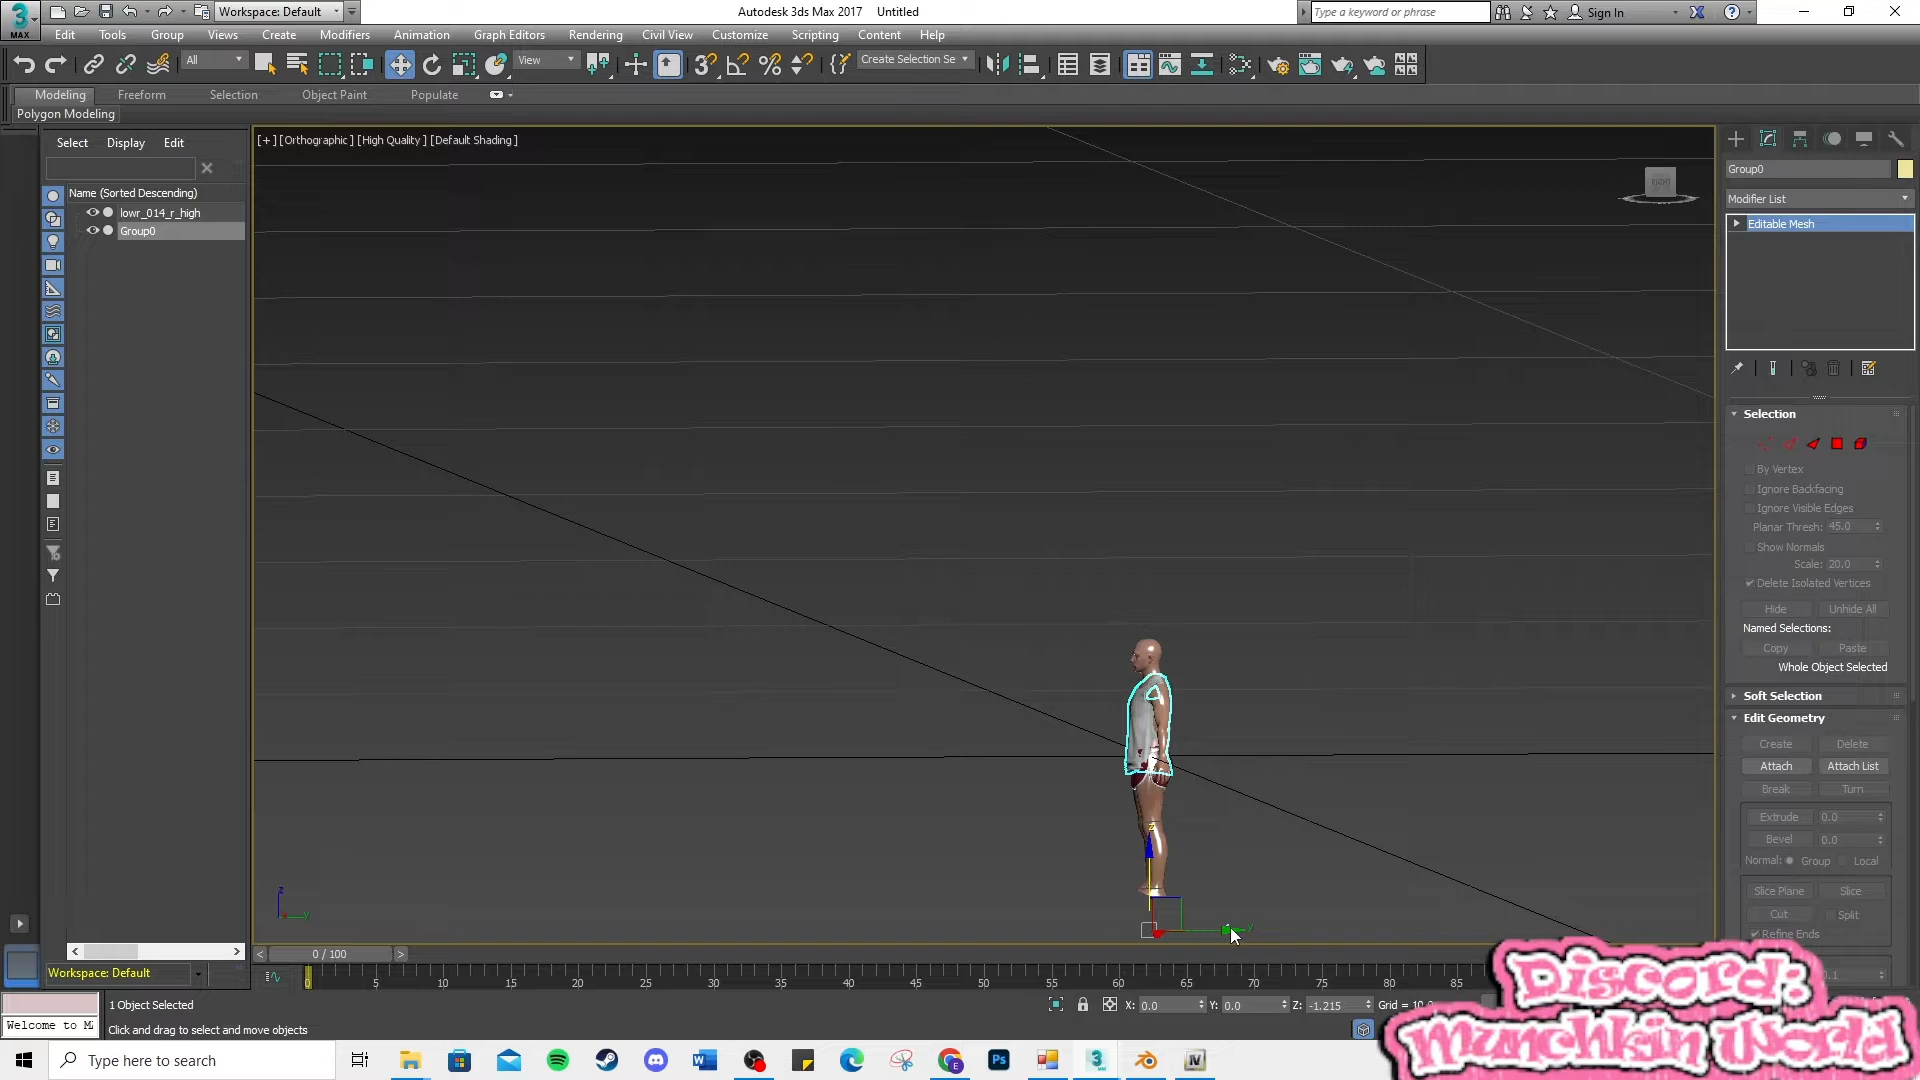 MAX
Workspace: Default
Autodesk 3ds Max 2017 Untitled
Type a keyword or phrase
Sign In
Edit Tools Group Views Create Modifiers Animation Graph Editors Rendering Civil View Customize Scripting Content Help
All
View
Create Selection Se
Modeling Freeform Selection Object Paint Populate
Polygon Modeling
Select Display Edit
Name (Sorted Descending)
lowr_014_r_high
Group0
[+] [Orthographic] [High Quality] [Default Shading]
RIGHT
z
y
z
y
Group0
Modifier List
Editable Mesh
Selection
By Vertex
Ignore Backfacing
Ignore Visible Edges
Planar Thresh: 45.0
Show Normals
Scale: 20.0
Delete Isolated Vertices
Hide Unhide All
Named Selections:
Copy Paste
Whole Object Selected
Soft Selection
Edit Geometry
Create Delete
Attach Attach List
Break Turn
Extrude 0.0
Bevel 0.0
Normal: Group Local
Slice Plane Slice
Cut Split
Refine Ends
0.1
0 / 100
Workspace: Default
0 5 10 15 20 25 30 35 40 45 50 55 60 65 70 75 80 85
1 Object Selected
X: 0.0 Y: 0.0 Z: -1.215 Grid = 10.0
Welcome to M
Click and drag to select and move objects
Discord:
Munchkin World
Type here to search